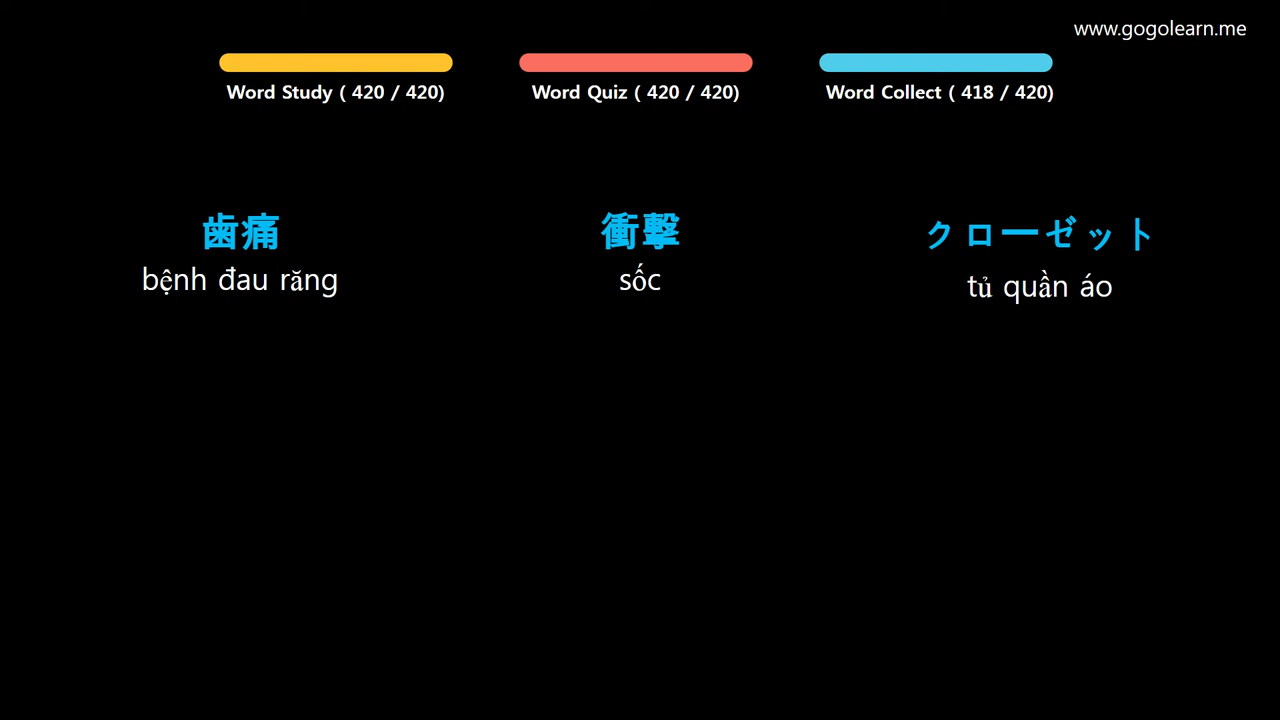 www.gogolearn.me
Word Study ( 420 / 420)
Word Quiz ( 420 / 420)
Word Collect ( 418 / 420)
歯痛
bệnh đau răng
衝撃
sốc
クローゼット
tủ quần áo